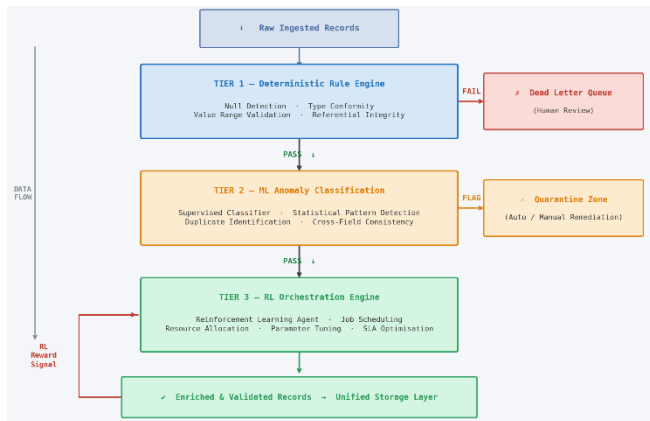 ⬇ Raw Ingested Records
TIER 1 — Deterministic Rule Engine
Null Detection · Type Conformity
Value Range Validation · Referential Integrity
FAIL
✗ Dead Letter Queue
(Human Review)
PASS ↓
DATA
FLOW
TIER 2 — ML Anomaly Classification
Supervised Classifier · Statistical Pattern Detection
Duplicate Identification · Cross-Field Consistency
FLAG
⚠ Quarantine Zone
(Auto / Manual Remediation)
PASS ↓
TIER 3 — RL Orchestration Engine
Reinforcement Learning Agent · Job Scheduling
Resource Allocation · Parameter Tuning · SLA Optimisation
RL
Reward
Signal
✔ Enriched & Validated Records → Unified Storage Layer